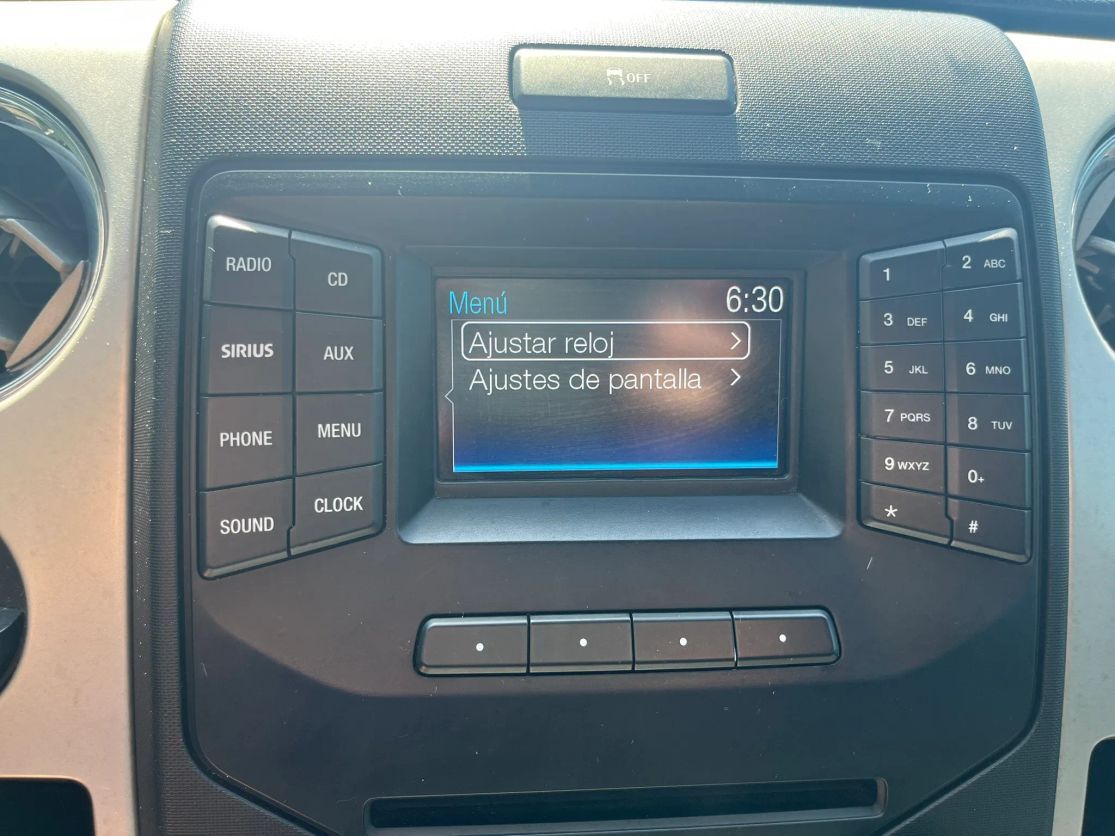 OFF
RADIO
CD
SIRIUS
AUX
PHONE
MENU
SOUND
CLOCK
Menú 6:30
Ajustar reloj >
Ajustes de pantalla >
1
2 ABC
3 DEF
4 GHI
5 JKL
6 MNO
7 PQRS
8 TUV
9 WXYZ
0+
*
#